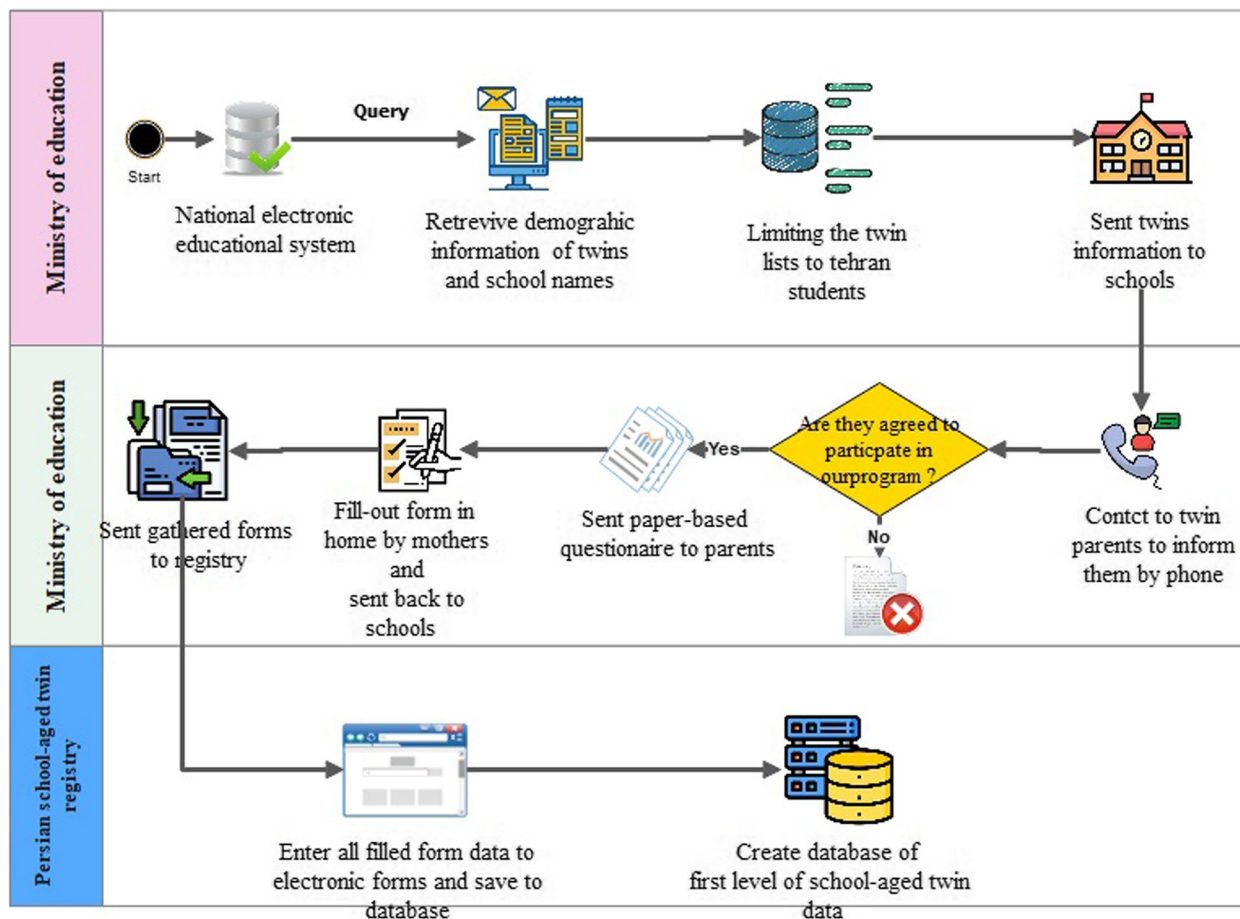 Ministry of education
Start
Query
National electronic
educational system
Retrevive demograhic
information of twins
and school names
Limiting the twin
lists to tehran
students
Sent twins
information to
schools
Ministry of education
Contct to twin
parents to inform
them by phone
Are they agreed to
particpate in
ourprogram ?
Yes
No
Sent paper-based
questionaire to parents
Fill-out form in
home by mothers
and
sent back to
schools
Sent gathered forms
to registry
Persian school-aged twin
registry
Enter all filled form data to
electronic forms and save to
database
Create database of
first level of school-aged twin
data